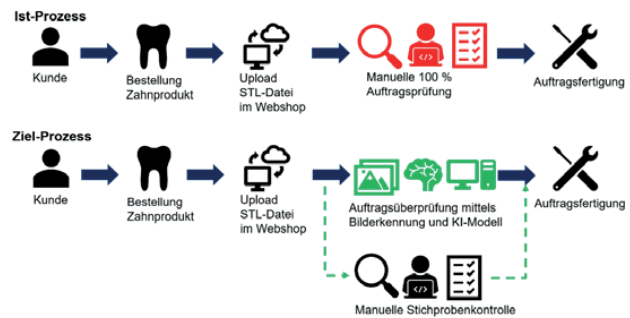 Ist-Prozess
Kunde
Bestellung
Zahnprodukt
Upload
STL-Datei
im Webshop
Manuelle 100 %
Auftragsprüfung
Auftragsfertigung
Ziel-Prozess
Kunde
Bestellung
Zahnprodukt
Upload
STL-Datei
im Webshop
Auftragsüberprüfung mittels
Bilderkennung und KI-Modell
Auftragsfertigung
Manuelle Stichprobenkontrolle